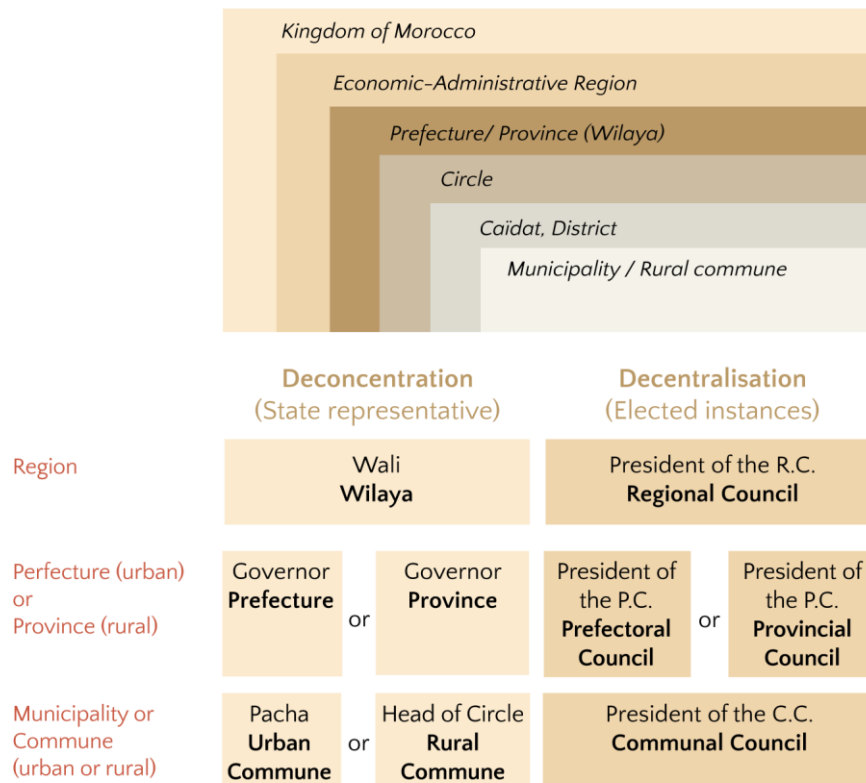 Kingdom of Morocco
Economic-Administrative Region
Prefecture/ Province (Wilaya)
Circle
Caïdat, District
Municipality / Rural commune
Deconcentration
(State representative)
Decentralisation
(Elected instances)
Region
Wali
Wilaya
President of the R.C.
Regional Council
Perfecture (urban)
or
Province (rural)
Governor
Prefecture
or
Governor
Province
President of
the P.C.
Prefectoral
Council
or
President of
the P.C.
Provincial
Council
Municipality or
Commune
(urban or rural)
Pacha
Urban
Commune
or
Head of Circle
Rural
Commune
President of the C.C.
Communal Council